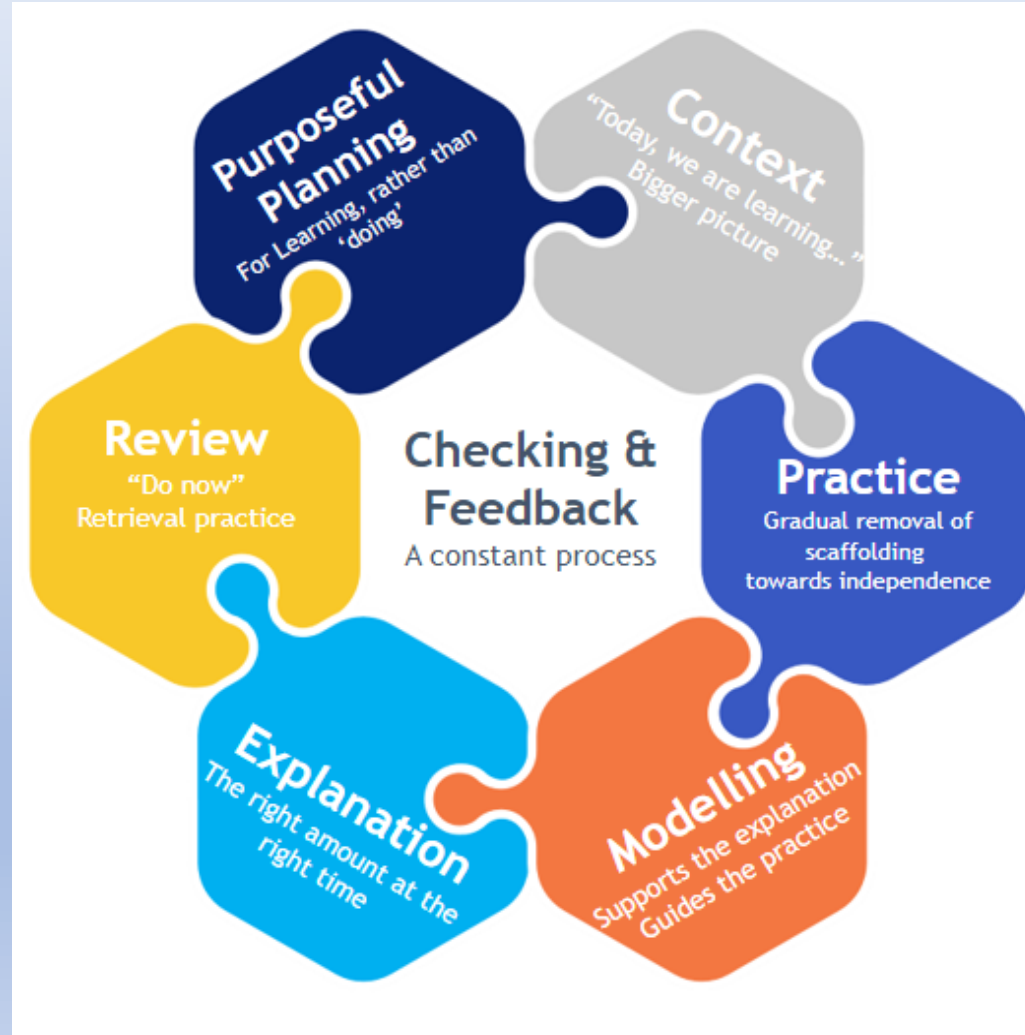 Purposeful
Planning
For Learning, rather than
‘doing’
Context
“Today, we are learning... ”
Bigger picture
Review
“Do now”
Retrieval practice
Checking &
Feedback
A constant process
Practice
Gradual removal of
scaffolding
towards independence
Explanation
The right amount at the
right time
Modelling
Supports the explanation
Guides the practice